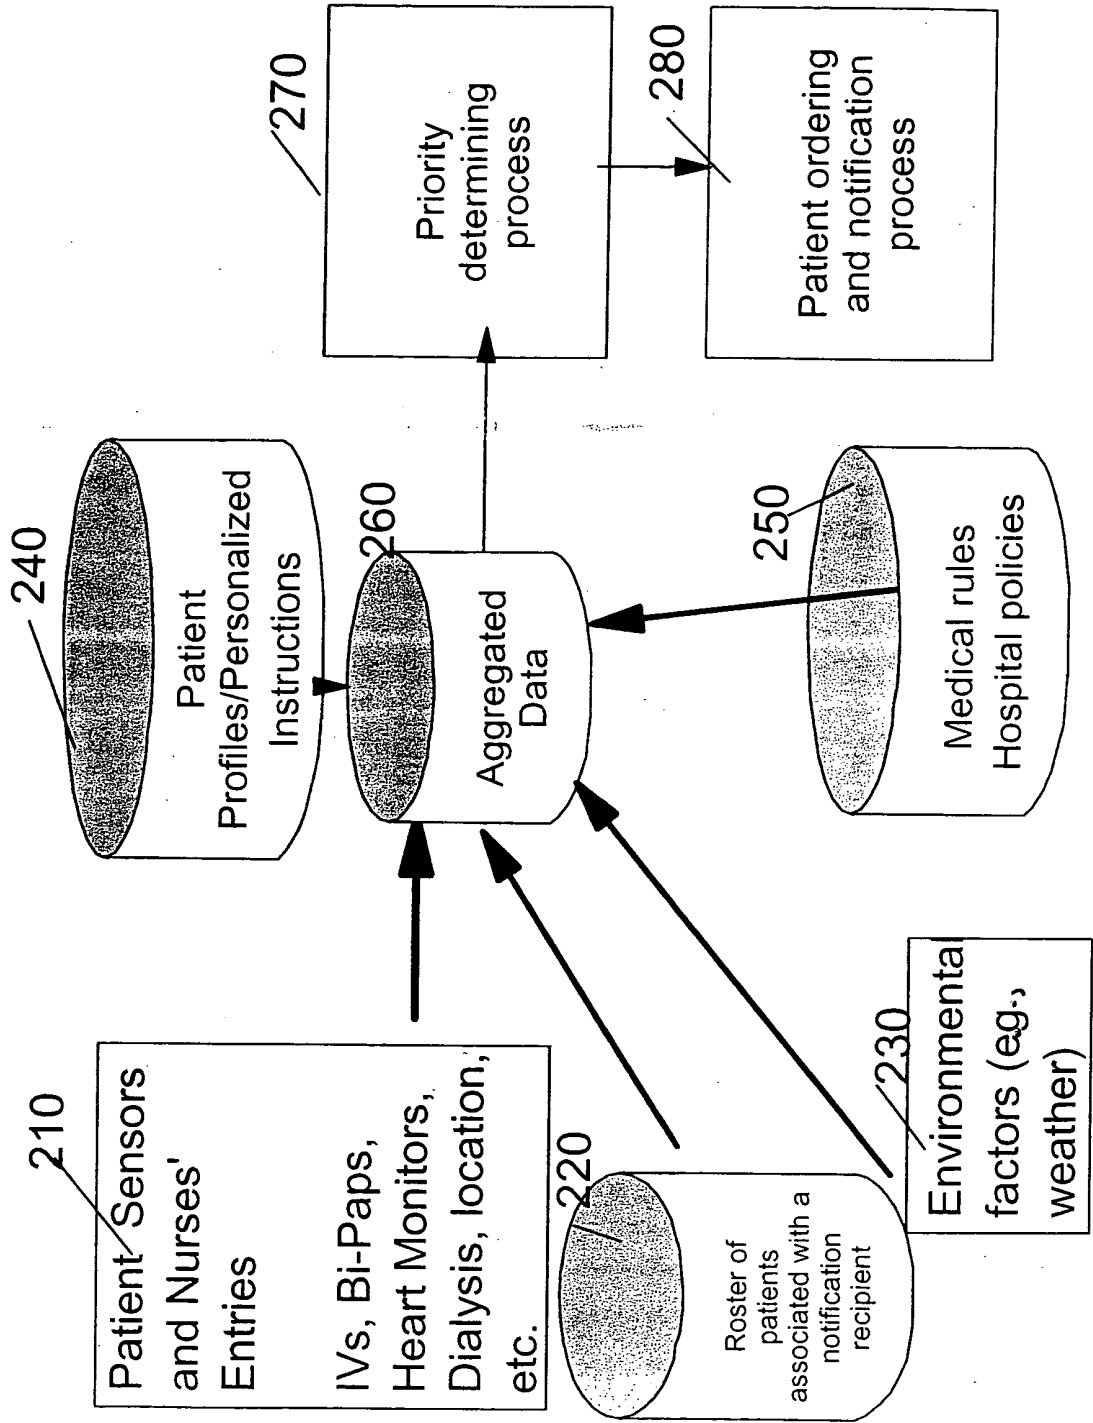 210
Patient Sensors
and Nurses'
Entries
IVs, Bi-Paps,
Heart Monitors,
Dialysis, location,
etc.
220
Roster of
patients
associated with a
notification
recipient
230
Environmental
factors (eg.,
weather)
240
Patient
Profiles/Personalized
Instructions
260
Aggregated
Data
250
Medical rules
Hospital policies
270
Priority
determining
process
280
Patient ordering
and notification
process